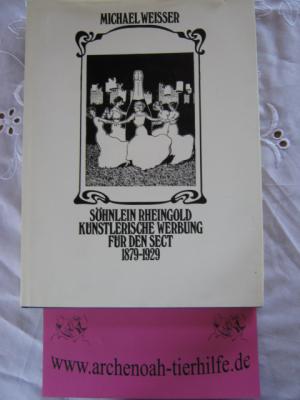 MICHAEL WEISSER
SÖHNLEIN RHEINGOLD
KÜNSTLERISCHE WERBUNG
FÜR DEN SECT
1879-1929
www.archenoah-tierhilfe.de